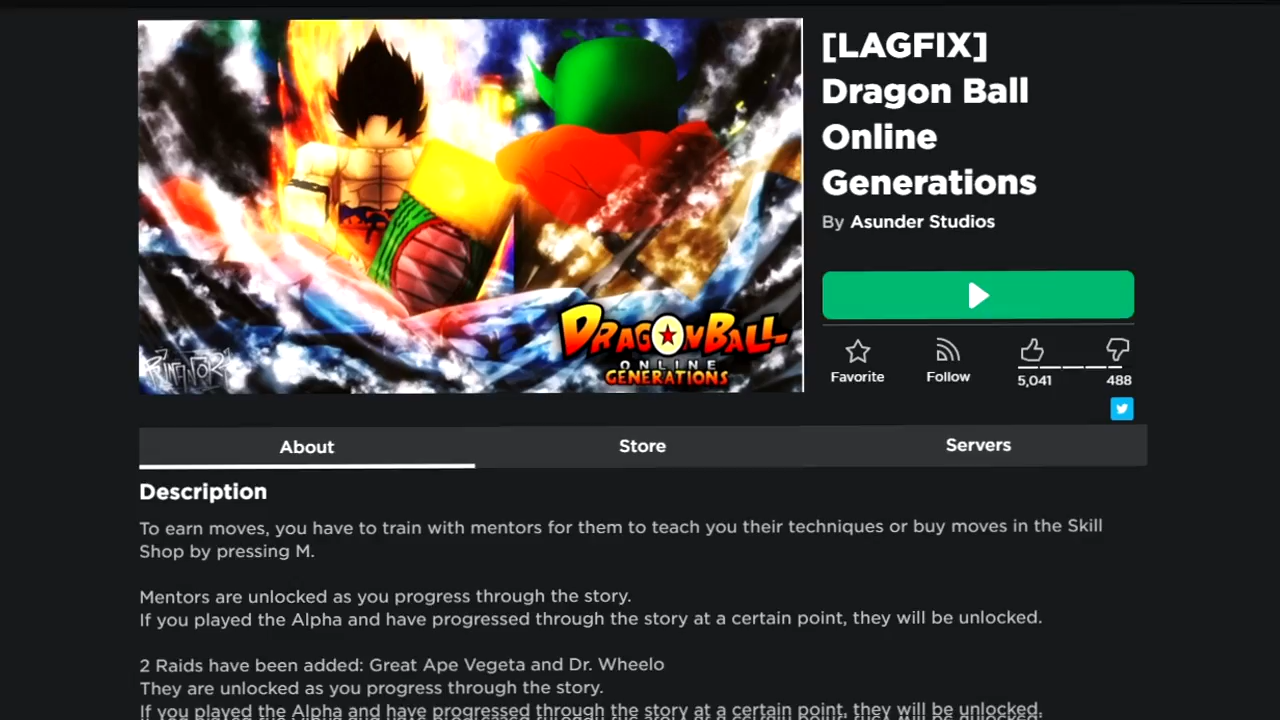 [LAGFIX]
Dragon Ball
Online
Generations
By Asunder Studios
DRAGONBALL
ONLINE
GENERATIONS
Favorite
Follow
5,041
488
About
Store
Servers
Description
To earn moves, you have to train with mentors for them to teach you their techniques or buy moves in the Skill
Shop by pressing M.
Mentors are unlocked as you progress through the story.
If you played the Alpha and have progressed through the story at a certain point, they will be unlocked.
2 Raids have been added: Great Ape Vegeta and Dr. Wheelo
They are unlocked as you progress through the story.
If you played the Alpha and have progressed through the story at a certain point, they will be unlocked.